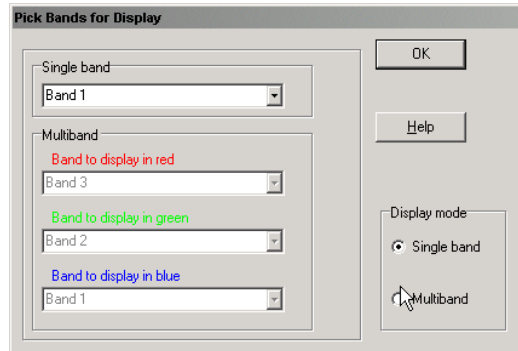 Pick Bands for Display
Single band
Band 1
Multiband
Band to display in red
Band 3
Band to display in green
Band 2
Band to display in blue
Band 1
OK
Help
Display mode
Single band
Multiband